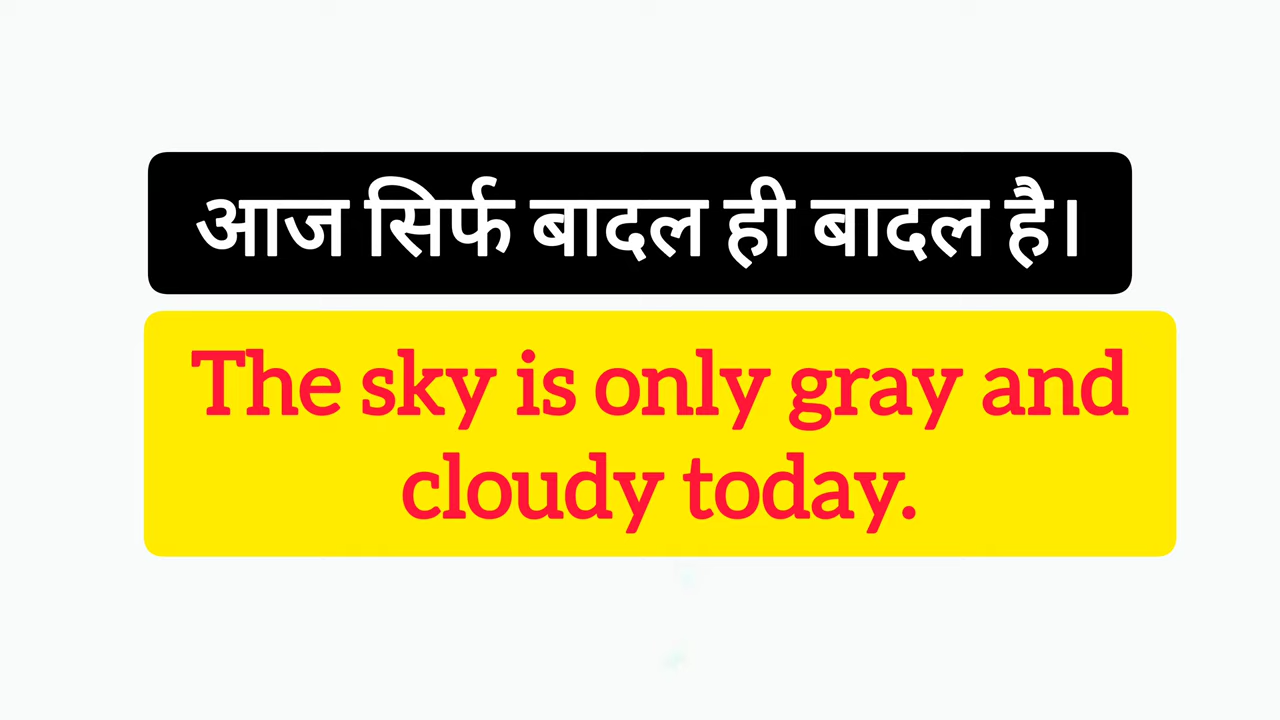 आज सिर्फ बादल ही बादल है।
The sky is only gray and
cloudy today.